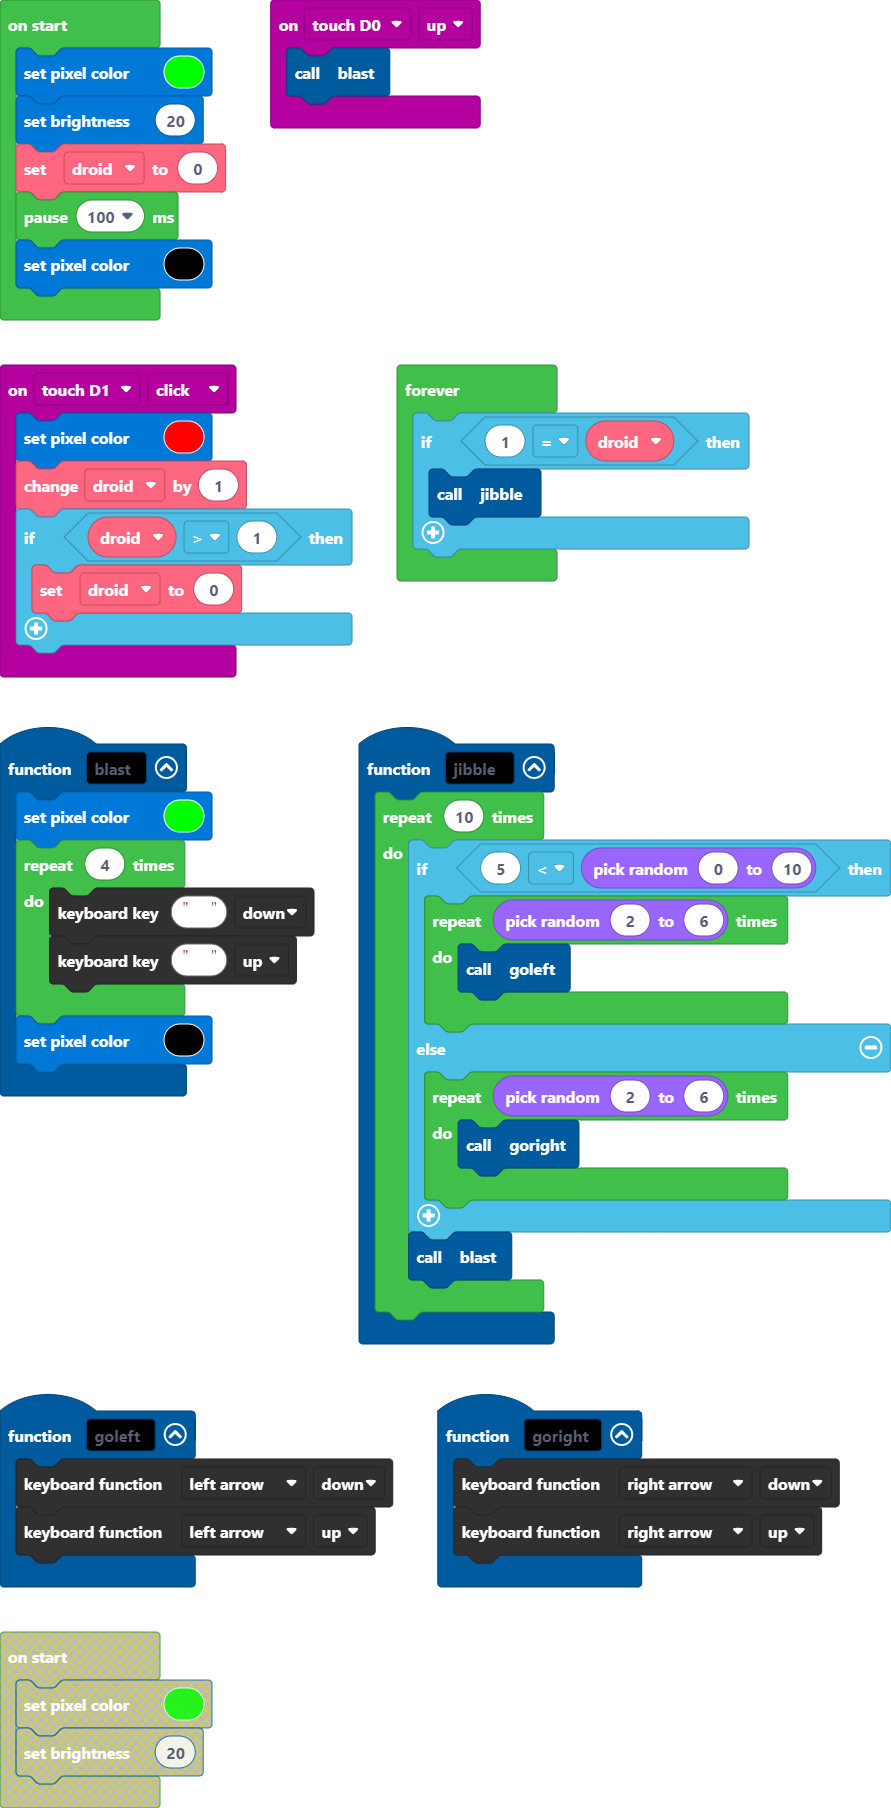 on start
set pixel color
set brightness 20
set droid to 0
pause 100 ms
set pixel color
on touch D0 up
call blast
on touch D1 click
set pixel color
change droid by 1
if droid > 1 then
set droid to 0
forever
if 1 = droid then
call jibble
function blast
set pixel color
repeat 4 times
do
keyboard key " " down
keyboard key " " up
set pixel color
function jibble
repeat 10 times
do
if 5 < pick random 0 to 10 then
repeat pick random 2 to 6 times
do
call goleft
else
repeat pick random 2 to 6 times
do
call goright
call blast
function goleft
keyboard function left arrow down
keyboard function left arrow up
function goright
keyboard function right arrow down
keyboard function right arrow up
on start
set pixel color
set brightness 20